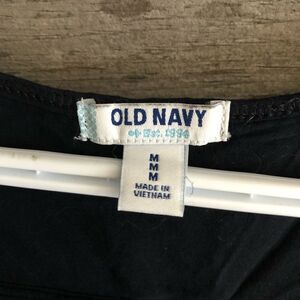 OLD NAVY
Est. 1994
M
M
M
MADE IN
VIETNAM